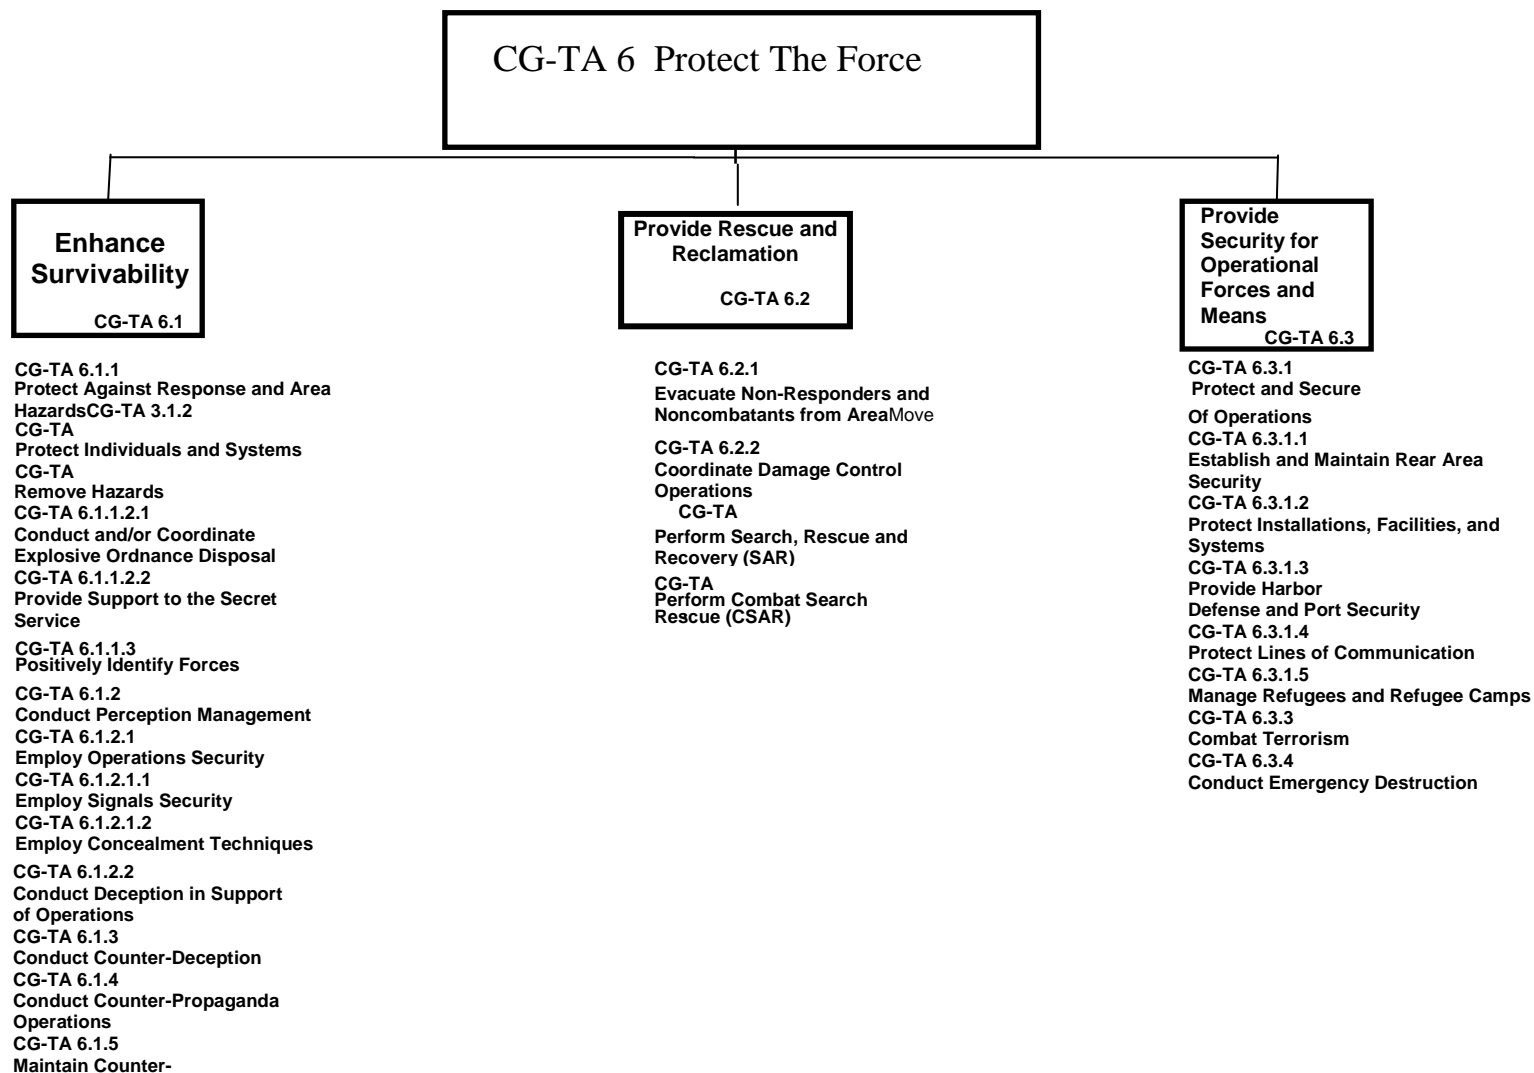 CG-TA 6 Protect The Force
Enhance
Survivability
CG-TA 6.1
CG-TA 6.1.1
Protect Against Response and Area
HazardsCG-TA 3.1.2
CG-TA
Protect Individuals and Systems
CG-TA
Remove Hazards
CG-TA 6.1.1.2.1
Conduct and/or Coordinate
Explosive Ordnance Disposal
CG-TA 6.1.1.2.2
Provide Support to the Secret
Service
CG-TA 6.1.1.3
Positively Identify Forces
CG-TA 6.1.2
Conduct Perception Management
CG-TA 6.1.2.1
Employ Operations Security
CG-TA 6.1.2.1.1
Employ Signals Security
CG-TA 6.1.2.1.2
Employ Concealment Techniques
CG-TA 6.1.2.2
Conduct Deception in Support
of Operations
CG-TA 6.1.3
Conduct Counter-Deception
CG-TA 6.1.4
Conduct Counter-Propaganda
Operations
CG-TA 6.1.5
Maintain Counter-
Provide Rescue and
Reclamation
CG-TA 6.2
CG-TA 6.2.1
Evacuate Non-Responders and
Noncombatants from AreaMove
CG-TA 6.2.2
Coordinate Damage Control
Operations
CG-TA
Perform Search, Rescue and
Recovery (SAR)
CG-TA
Perform Combat Search
Rescue (CSAR)
Provide
Security for
Operational
Forces and
Means
CG-TA 6.3
CG-TA 6.3.1
Protect and Secure
Of Operations
CG-TA 6.3.1.1
Establish and Maintain Rear Area
Security
CG-TA 6.3.1.2
Protect Installations, Facilities, and
Systems
CG-TA 6.3.1.3
Provide Harbor
Defense and Port Security
CG-TA 6.3.1.4
Protect Lines of Communication
CG-TA 6.3.1.5
Manage Refugees and Refugee Camps
CG-TA 6.3.3
Combat Terrorism
CG-TA 6.3.4
Conduct Emergency Destruction